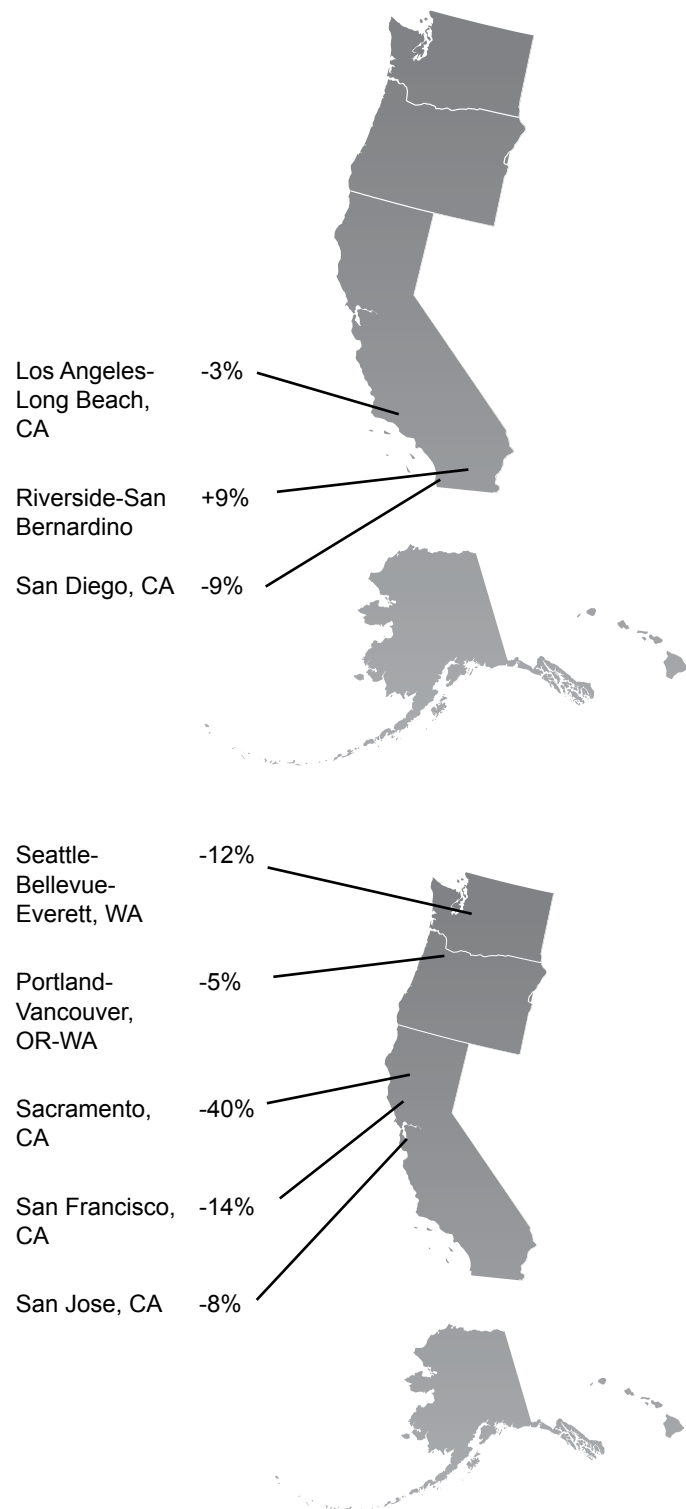 Los Angeles- -3%
Long Beach,
CA
Riverside-San +9%
Bernardino
San Diego, CA -9%
Seattle- -12%
Bellevue-
Everett, WA
Portland- -5%
Vancouver,
OR-WA
Sacramento, -40%
CA
San Francisco, -14%
CA
San Jose, CA -8%